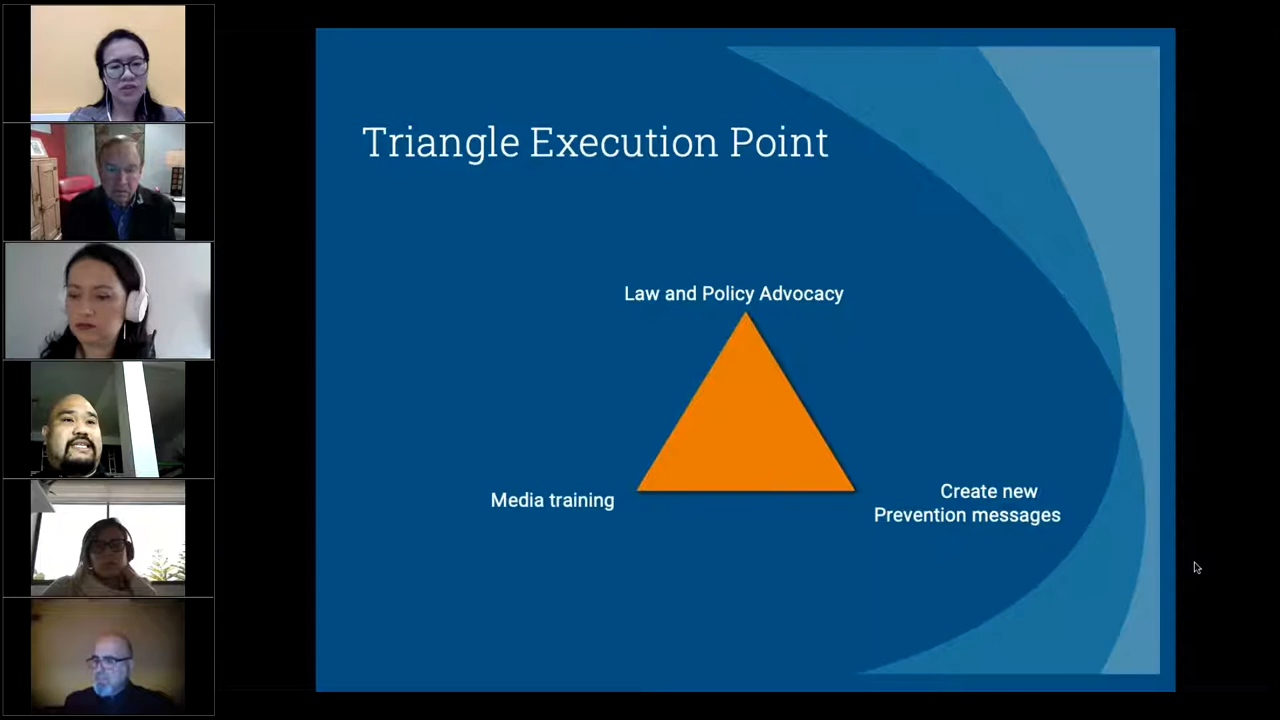 Triangle Execution Point
Law and Policy Advocacy
Media training
Create new
Prevention messages